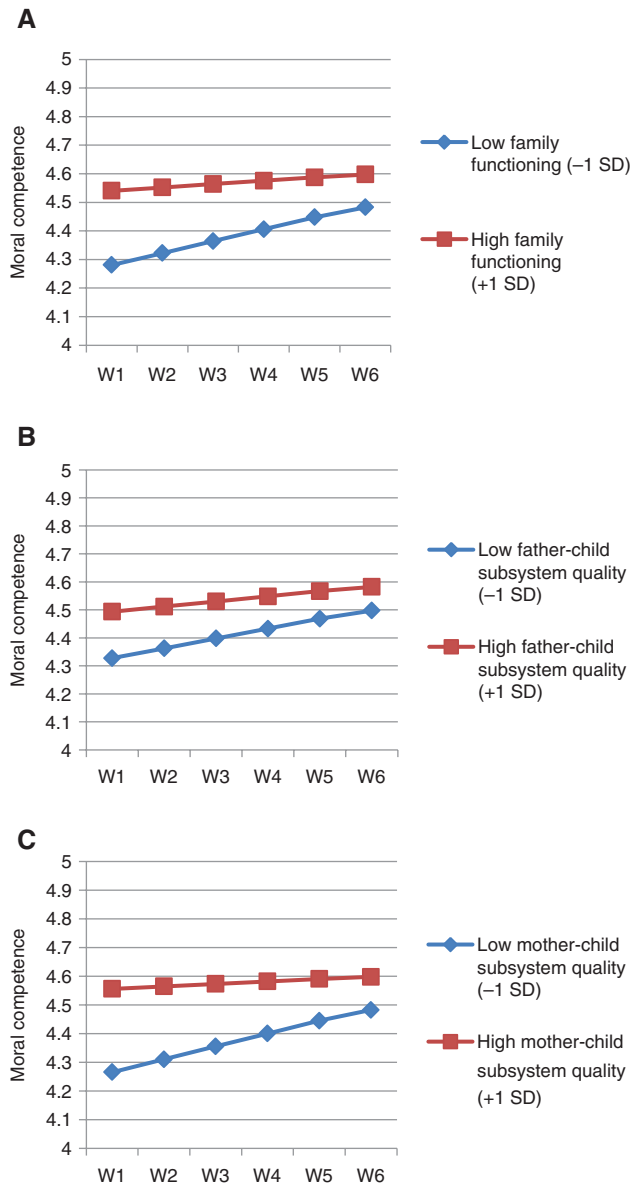 A
5
4.9
4.8
4.7
4.6
4.5
4.4
4.3
4.2
4.1
4
Moral competence
W1 W2 W3 W4 W5 W6
Low family
functioning (–1 SD)
High family
functioning
(+1 SD)
B
5
4.9
4.8
4.7
4.6
4.5
4.4
4.3
4.2
4.1
4
Moral competence
W1 W2 W3 W4 W5 W6
Low father-child
subsystem quality
(–1 SD)
High father-child
subsystem quality
(+1 SD)
C
5
4.9
4.8
4.7
4.6
4.5
4.4
4.3
4.2
4.1
4
Moral competence
W1 W2 W3 W4 W5 W6
Low mother-child
subsystem quality
(–1 SD)
High mother-child
subsystem quality
(+1 SD)